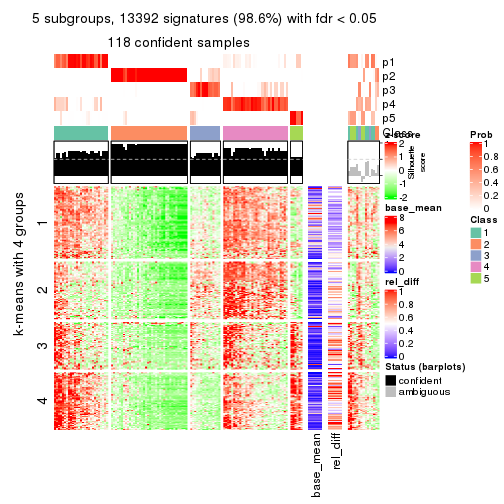 5 subgroups, 13392 signatures (98.6%) with fdr < 0.05
118 confident samples
p1
p2
p3
p4
p5
Class
z-score
2
1
0
-1
-2
Silhouette
score
Prob
1
0.8
0.6
0.4
0.2
0
base_mean
8
6
4
2
0
Class
1
2
3
4
5
rel_diff
1
0.8
0.6
0.4
0.2
0
Status (barplots)
confident
ambiguous
k-means with 4 groups
1
2
3
4
base_mean
rel_diff